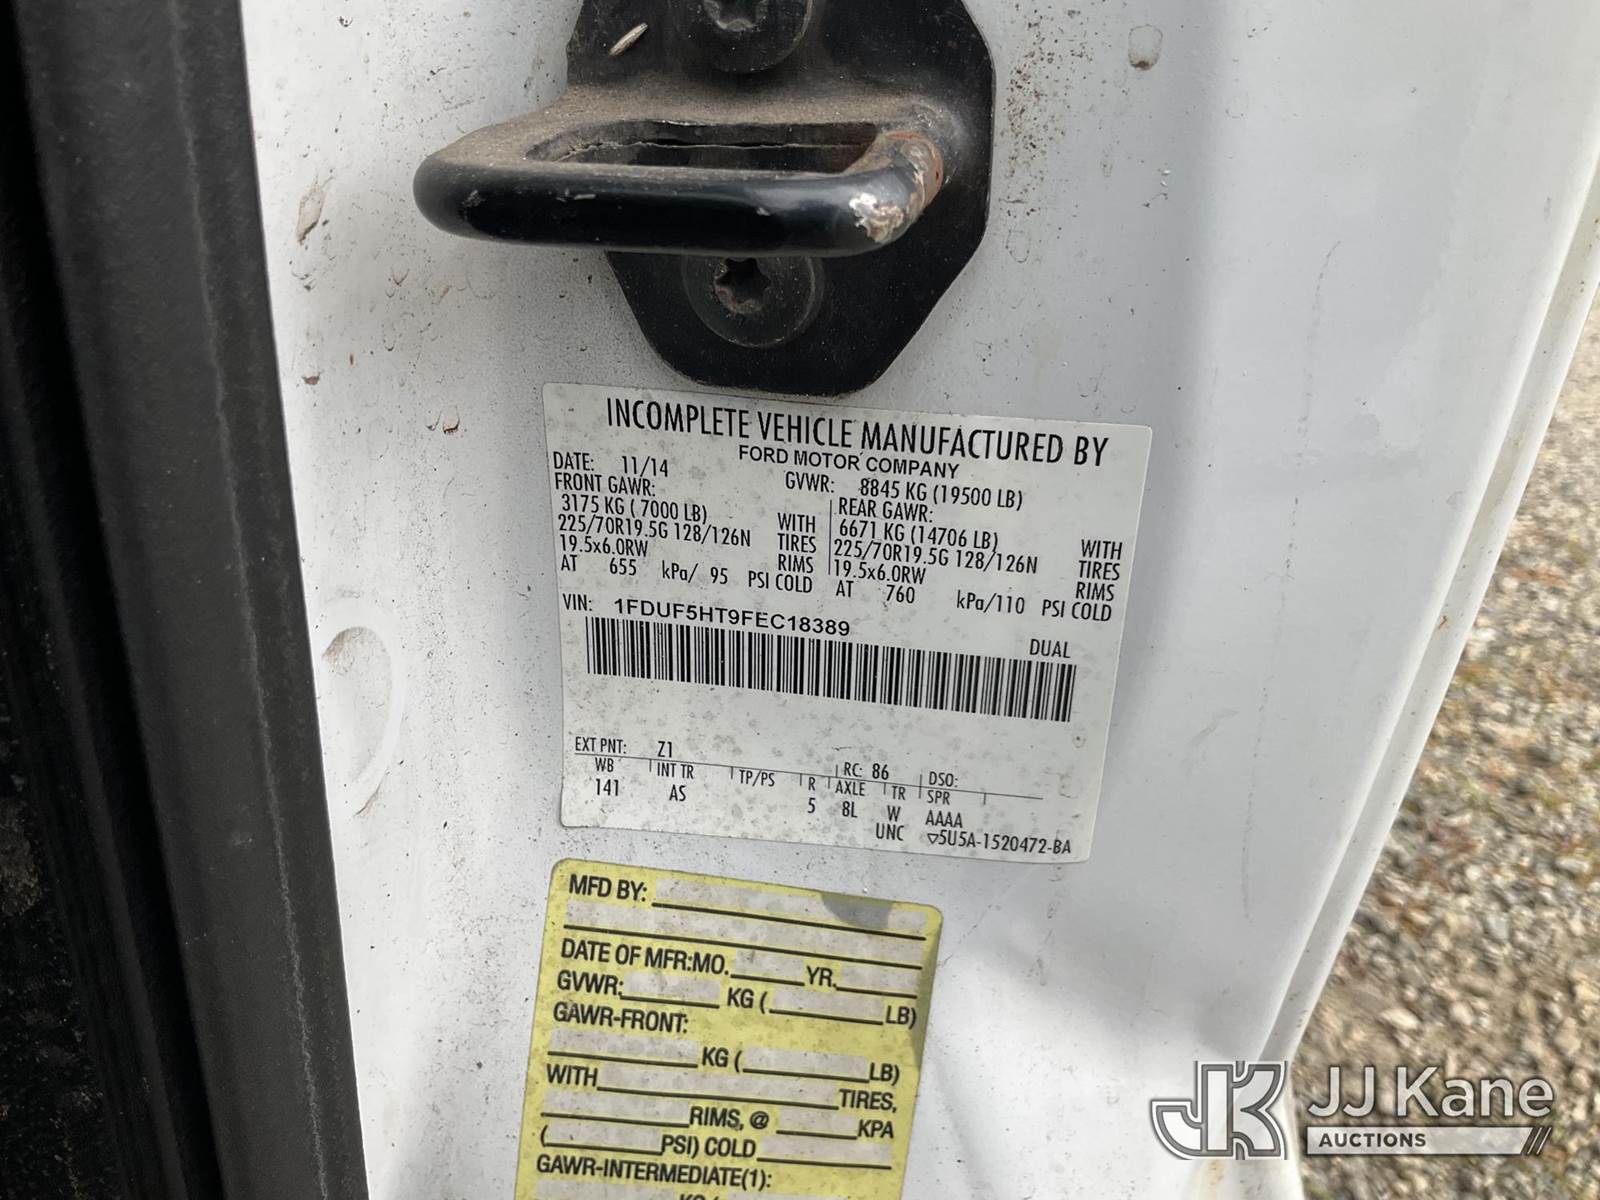 INCOMPLETE VEHICLE MANUFACTURED BY
FORD MOTOR COMPANY
DATE: 11/14 GVWR: 8845 KG (19500 LB)
FRONT GAWR: REAR GAWR:
3175 KG ( 7000 LB) WITH 6671 KG (14706 LB) WITH
225/70R19.5G 128/126N TIRES 225/70R19.5G 128/126N TIRES
19.5x6.0RW RIMS 19.5x6.0RW RIMS
AT 655 kPa/ 95 PSI COLD AT 760 kPa/110 PSI COLD
VIN: 1FDUF5HT9FEC18389
DUAL
EXT PNT: Z1 RC: 86 DSO:
WB INT TR TP/PS R AXLE TR SPR
141 AS 5 8L W AAAA
UNC ▽5U5A-1520472-BA
MFD BY:
DATE OF MFR:MO. YR.
GVWR: KG ( LB)
GAWR-FRONT:
KG ( LB)
WITH TIRES,
RIMS, @ KPA
( PSI) COLD
GAWR-INTERMEDIATE(1):
KG (
JK JJ Kane
AUCTIONS